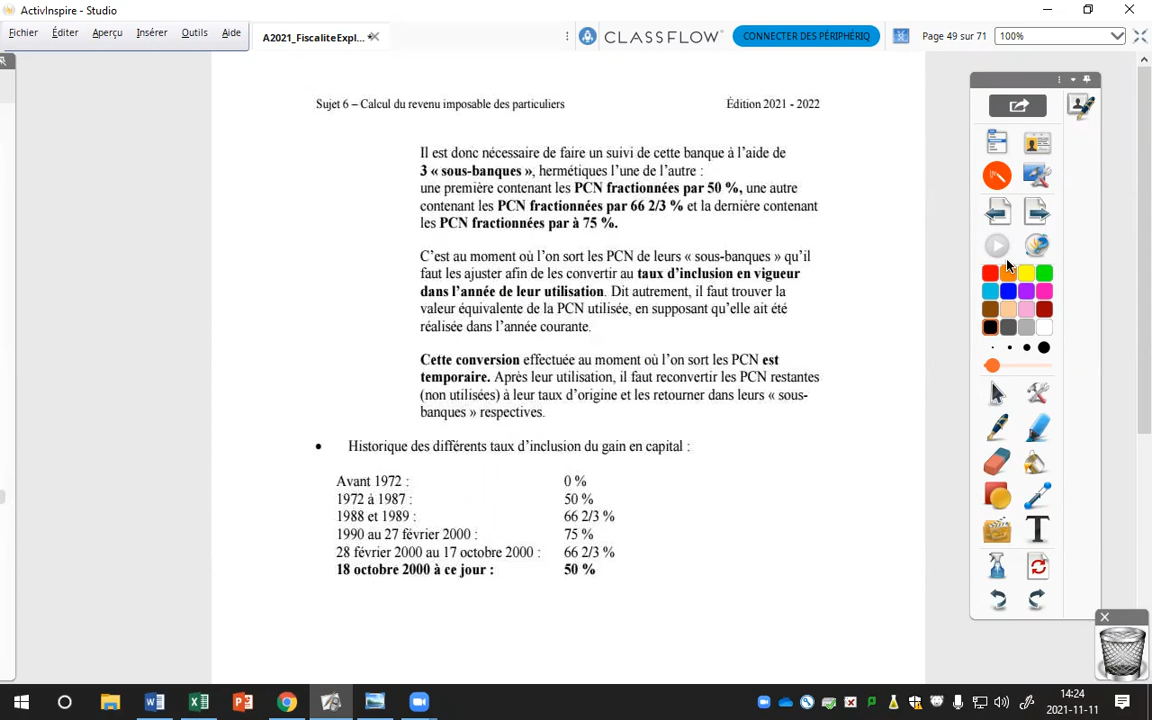 ActivInspire - Studio
Fichier Éditer Aperçu Insérer Outils Aide
A2021_FiscaliteExpl...
CLASSFLOW
CONNECTER DES PÉRIPHÉRIQ
Page 49 sur 71
100%
Sujet 6 – Calcul du revenu imposable des particuliers Édition 2021 - 2022
Il est donc nécessaire de faire un suivi de cette banque à l'aide de
3 « sous-banques », hermétiques l'une de l'autre :
une première contenant les PCN fractionnées par 50 %, une autre
contenant les PCN fractionnées par 66 2/3 % et la dernière contenant
les PCN fractionnées par à 75 %.
C'est au moment où l'on sort les PCN de leurs « sous-banques » qu'il
faut les ajuster afin de les convertir au taux d'inclusion en vigueur
dans l'année de leur utilisation. Dit autrement, il faut trouver la
valeur équivalente de la PCN utilisée, en supposant qu'elle ait été
réalisée dans l'année courante.
Cette conversion effectuée au moment où l'on sort les PCN est
temporaire. Après leur utilisation, il faut reconvertir les PCN restantes
(non utilisées) à leur taux d'origine et les retourner dans leurs « sous-
banques » respectives.
• Historique des différents taux d'inclusion du gain en capital :
Avant 1972 : 0 %
1972 à 1987 : 50 %
1988 et 1989 : 66 2/3 %
1990 au 27 février 2000 : 75 %
28 février 2000 au 17 octobre 2000 : 66 2/3 %
18 octobre 2000 à ce jour : 50 %
14:24
2021-11-11